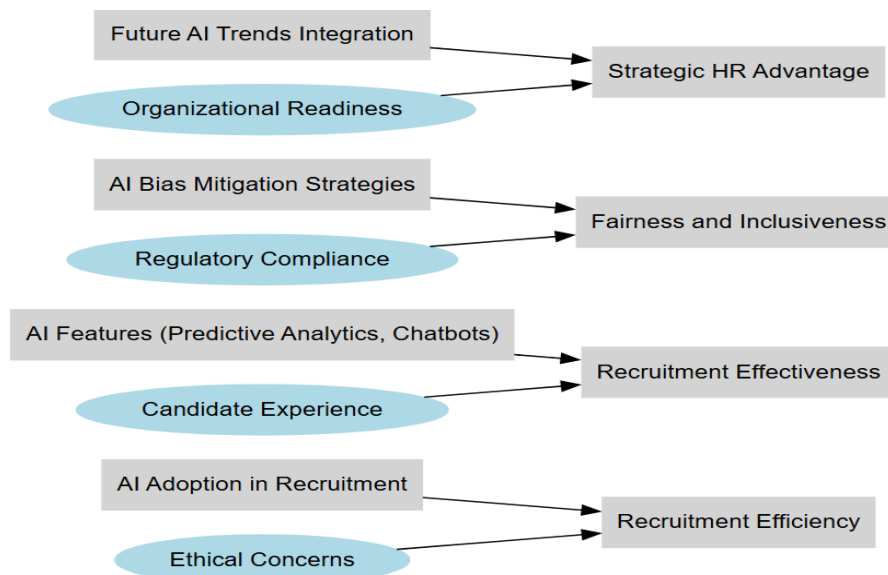 Future AI Trends Integration
Strategic HR Advantage
Organizational Readiness
AI Bias Mitigation Strategies
Fairness and Inclusiveness
Regulatory Compliance
AI Features (Predictive Analytics, Chatbots)
Recruitment Effectiveness
Candidate Experience
AI Adoption in Recruitment
Recruitment Efficiency
Ethical Concerns